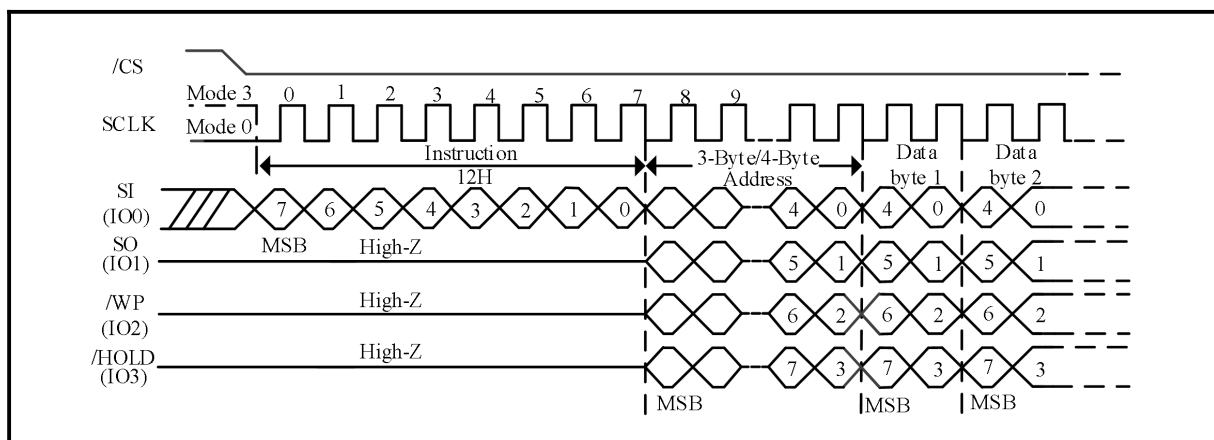 /CS
Mode 3 0 1 2 3 4 5 6 7 8 9
SCLK
Mode 0
Instruction
12H
3-Byte/4-Byte
Address
Data
byte 1
Data
byte 2
SI
(IO0)
7 6 5 4 3 2 1 0 4 0 4 0 4 0
MSB
SO
(IO1)
High-Z
5 1 5 1 5 1
/WP
(IO2)
High-Z
6 2 6 2 6 2
/HOLD
(IO3)
High-Z
7 3 7 3 7 3
MSB MSB MSB